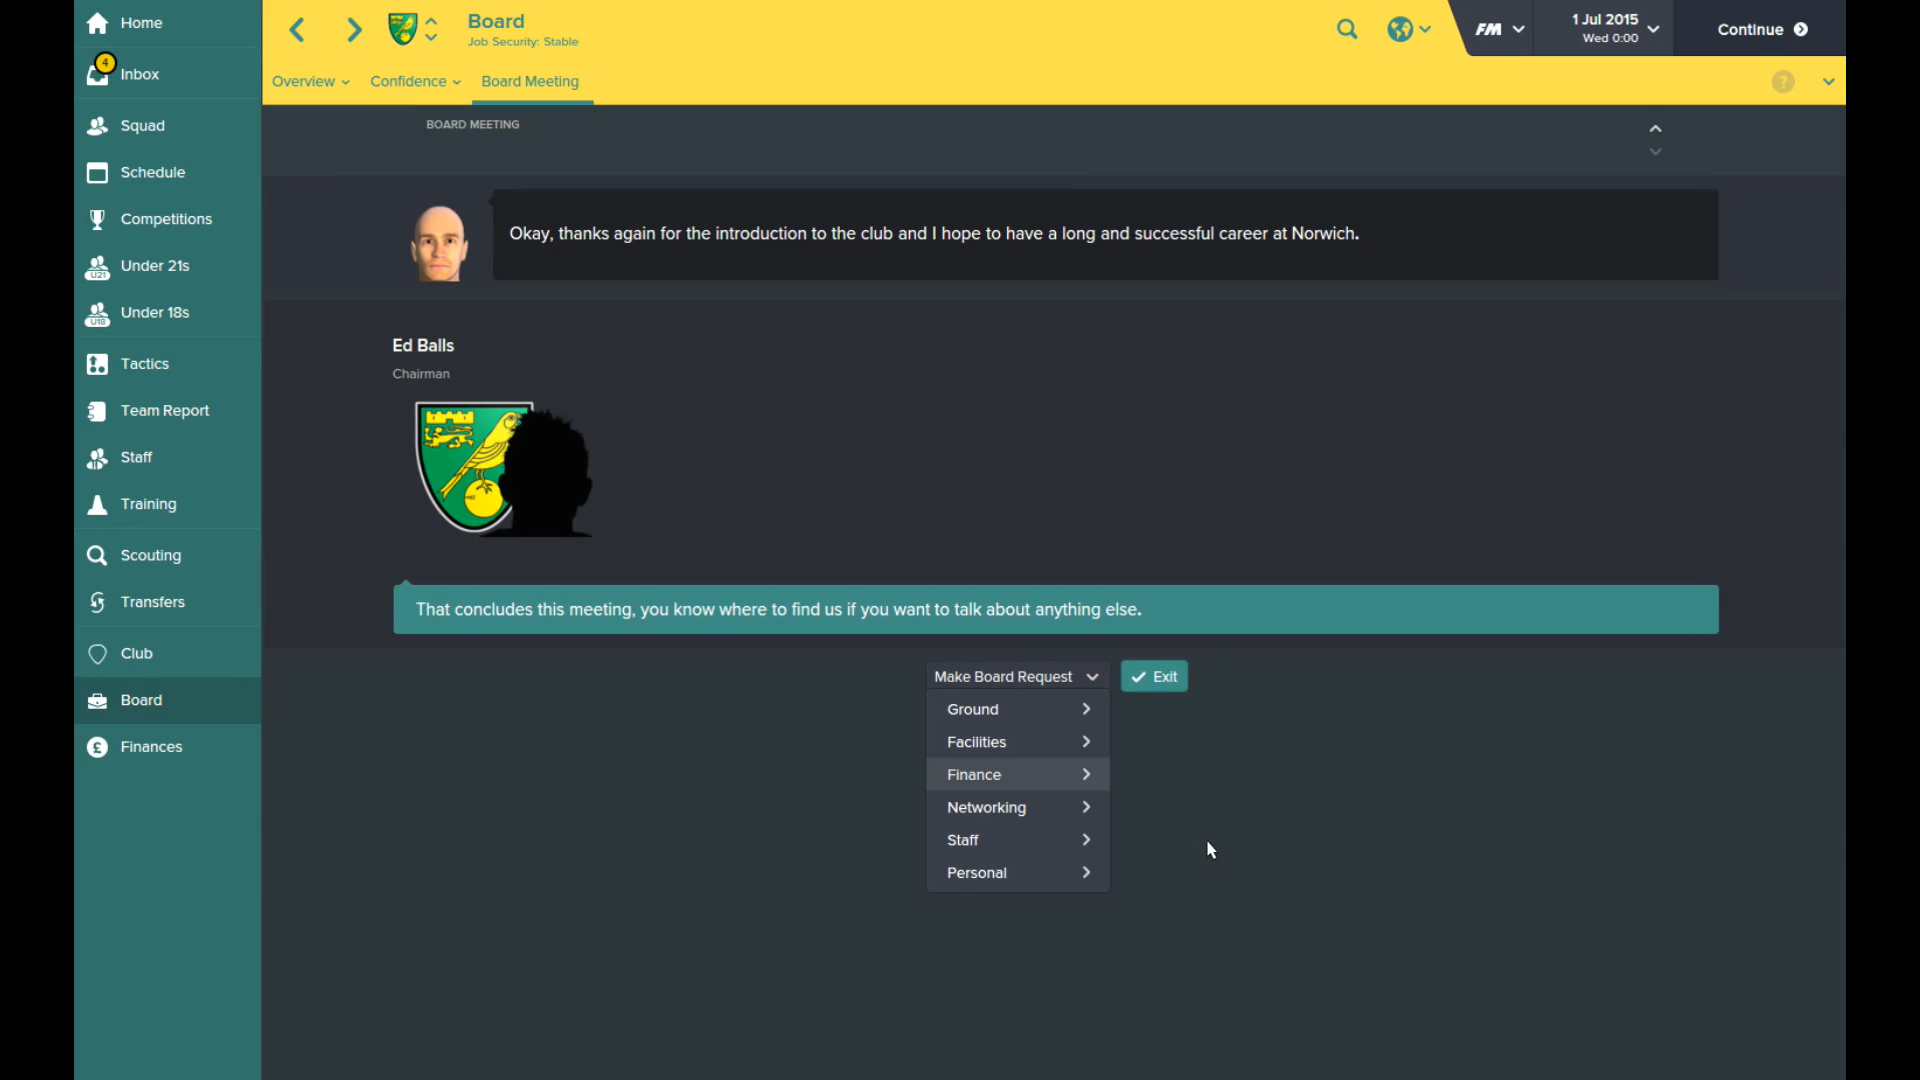 Home
4
Inbox
Squad
Schedule
Competitions
U21
Under 21s
U18
Under 18s
Tactics
Team Report
Staff
Training
Scouting
Transfers
Club
Board
£
Finances
Board
Job Security: Stable
FM
1 Jul 2015
Wed 0:00
Continue
Overview
Confidence
Board Meeting
?
BOARD MEETING
Okay, thanks again for the introduction to the club and I hope to have a long and successful career at Norwich.
Ed Balls
Chairman
That concludes this meeting, you know where to find us if you want to talk about anything else.
Make Board Request
Exit
Ground
Facilities
Finance
Networking
Staff
Personal